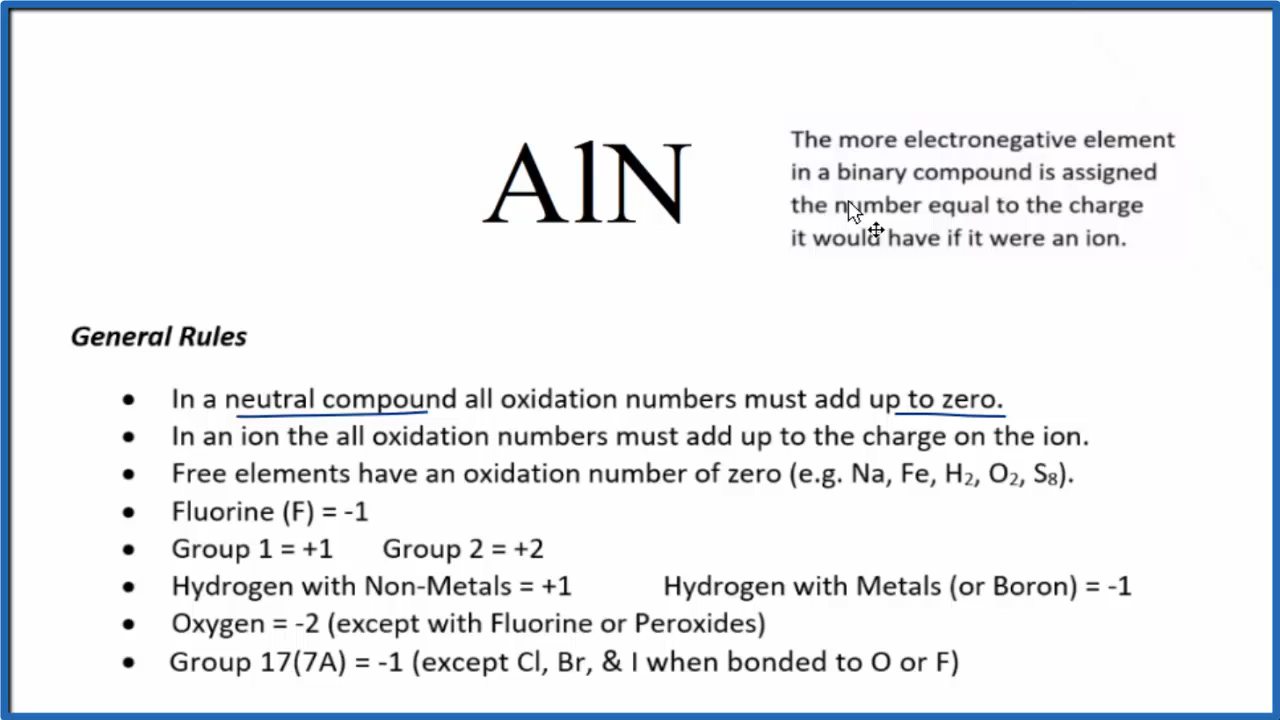 AlN
The more electronegative element
in a binary compound is assigned
the number equal to the charge
it would have if it were an ion.
General Rules
• In a neutral compound all oxidation numbers must add up to zero.
• In an ion the all oxidation numbers must add up to the charge on the ion.
• Free elements have an oxidation number of zero (e.g. Na, Fe, H₂, O₂, S₈).
• Fluorine (F) = -1
• Group 1 = +1 Group 2 = +2
• Hydrogen with Non-Metals = +1 Hydrogen with Metals (or Boron) = -1
• Oxygen = -2 (except with Fluorine or Peroxides)
• Group 17(7A) = -1 (except Cl, Br, & I when bonded to O or F)